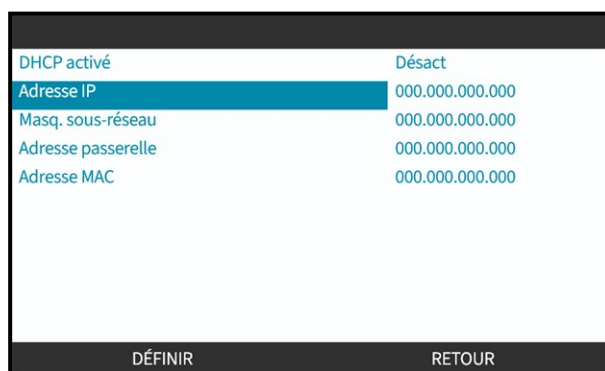 DHCP activé Désact
Adresse IP 000.000.000.000
Masq. sous-réseau 000.000.000.000
Adresse passerelle 000.000.000.000
Adresse MAC 000.000.000.000
DÉFINIR RETOUR